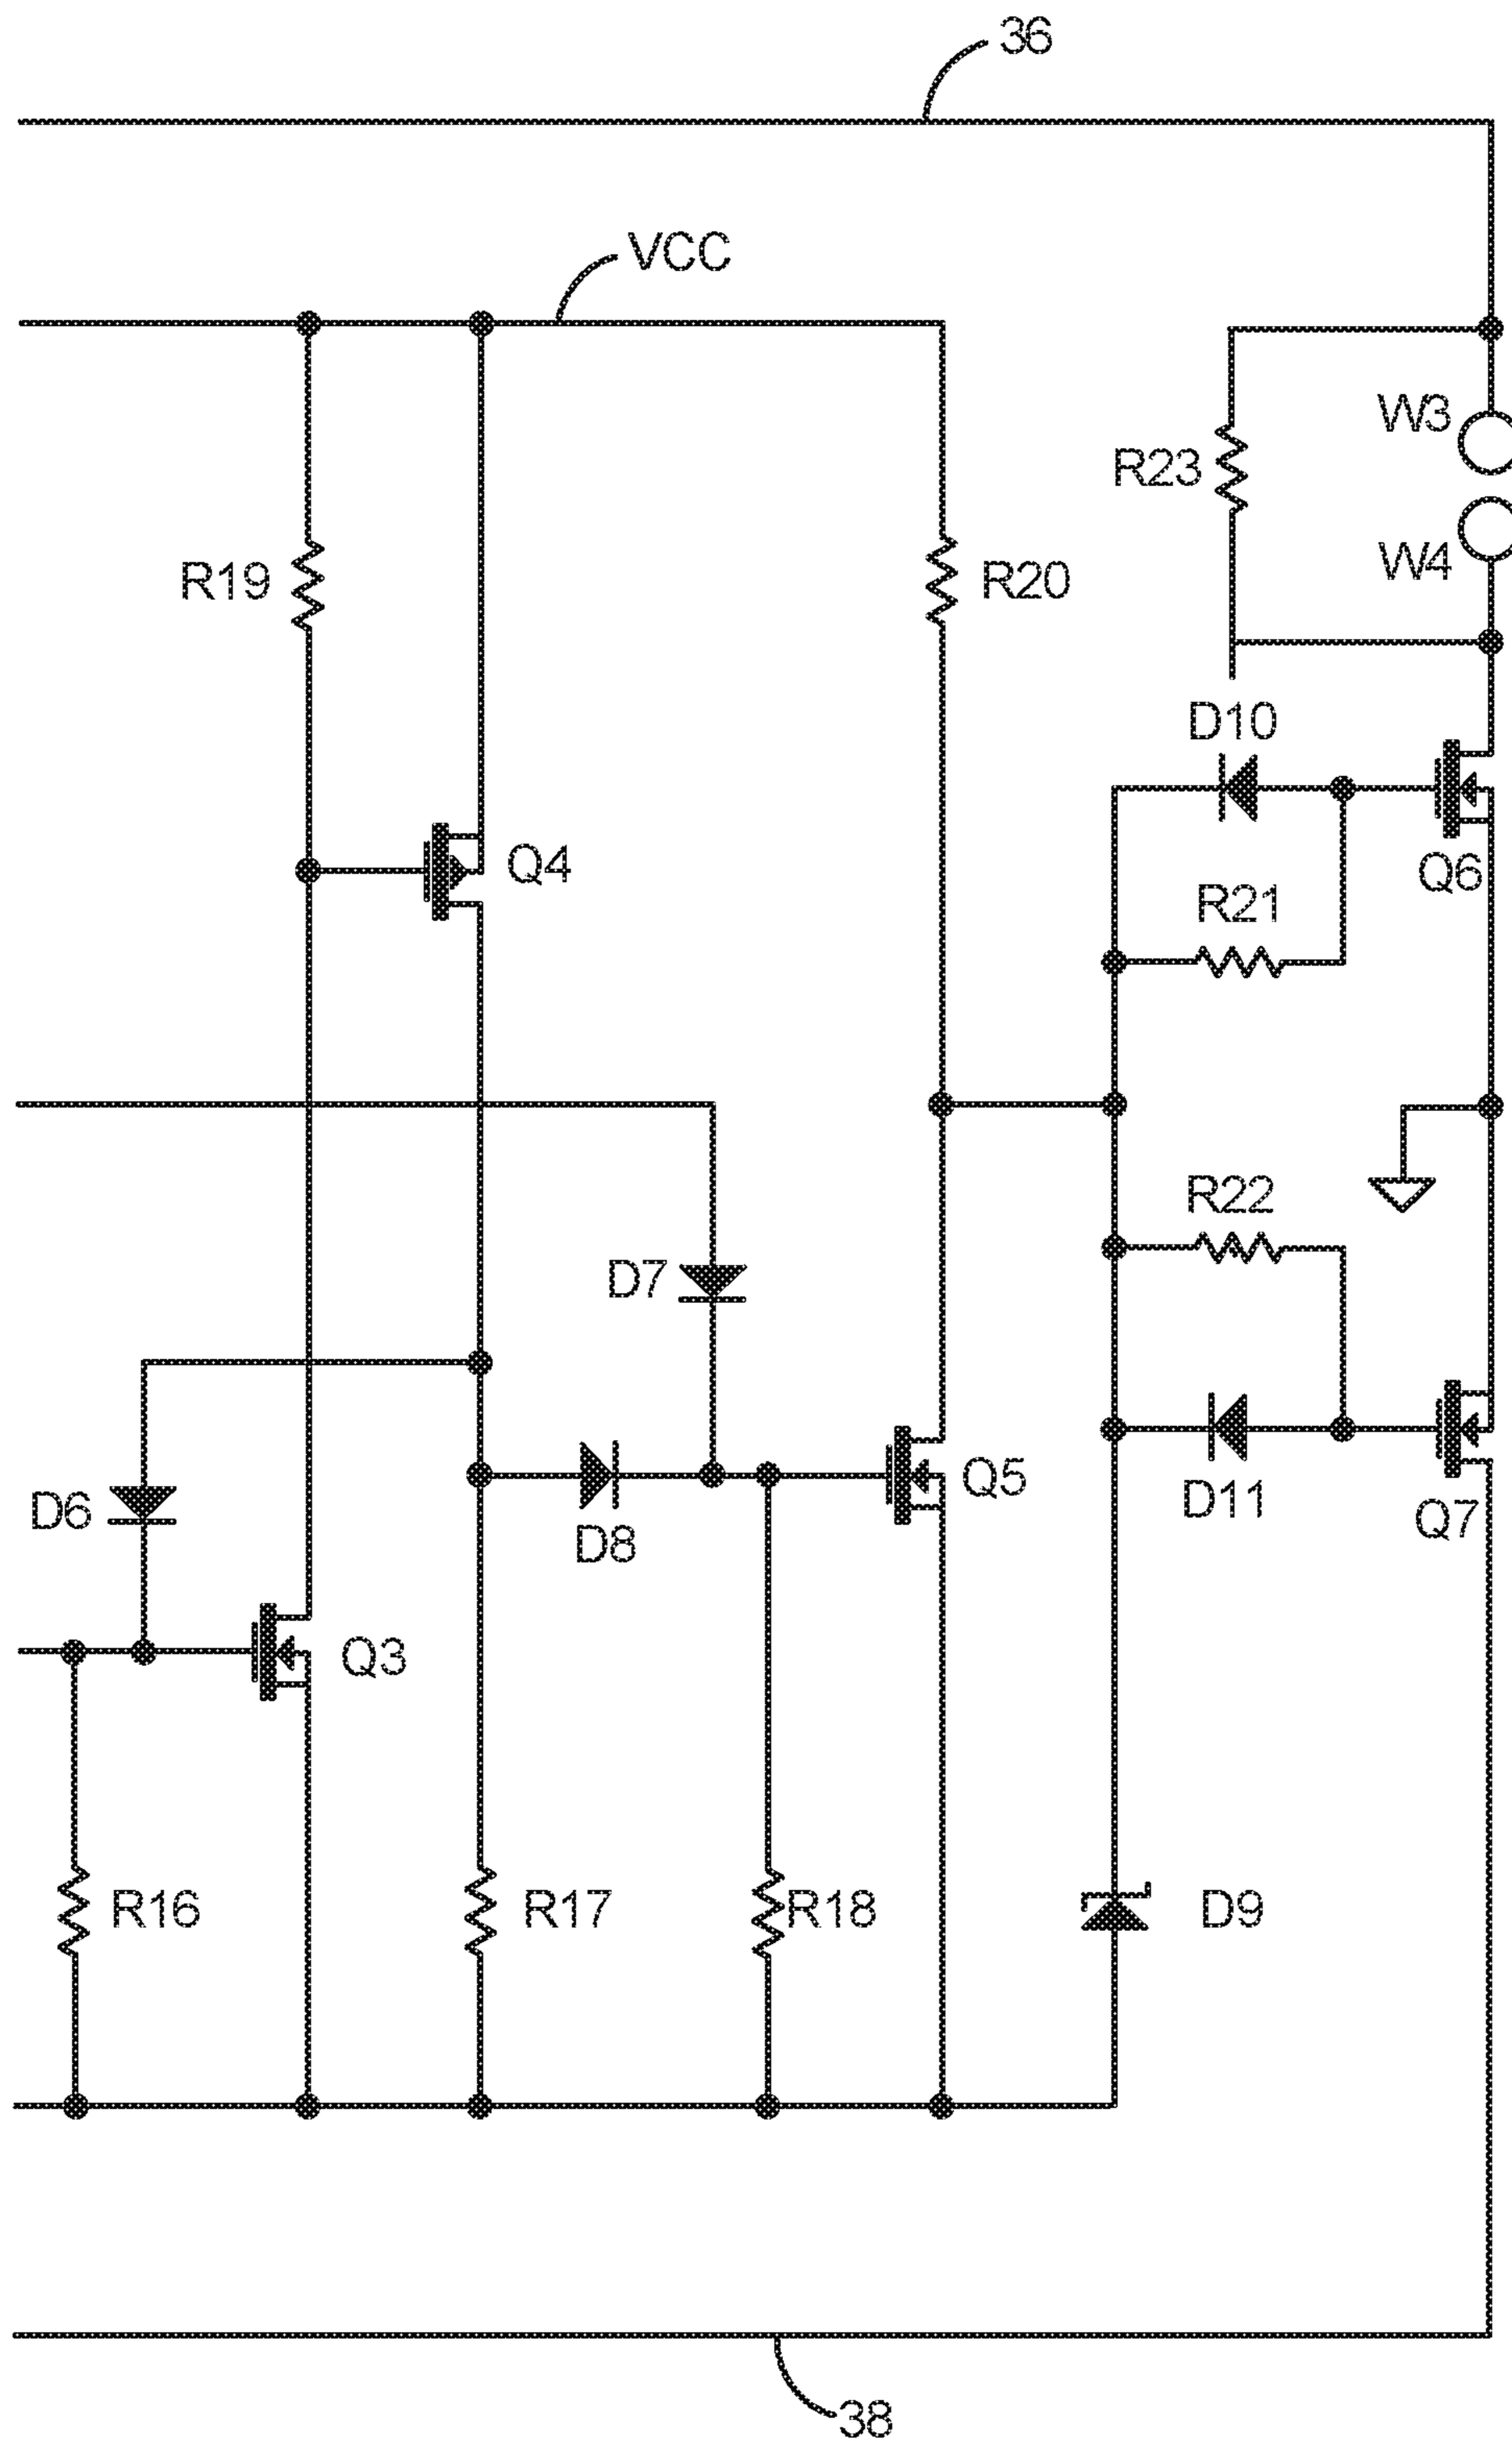 36
VCC
W3
R23
W4
R19
R20
D10
Q4
Q6
R21
R22
D7
D6
Q5
D11
D8
Q7
Q3
R16
R17
R18
D9
38